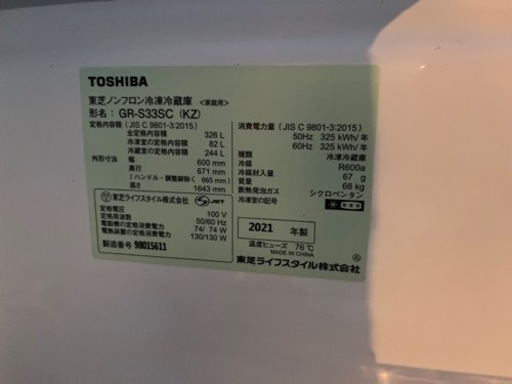 TOSHIBA
東芝ノンフロン冷凍冷蔵庫 <家庭用>
形名： GR-S33SC (KZ)
定格内容積 (JIS C 9801-3:2015)
全定格内容積 326 L
冷凍室の内容積 82 L
冷蔵室の内容積 244 L
外形寸法 幅 600 mm
奥行 671 mm
(ハンドル・調整脚除く 665 mm)
高さ 1643 mm
東芝ライフスタイル株式会社 JET
定格電圧 100 V
定格周波数 50/60 Hz
電動機の定格消費電力 74/ 74 W
電熱装置の定格消費電力 130/130 W
製造番号 98015611
消費電力量 (JIS C 9801-3:2015)
50Hz 325 kWh/年
60Hz 325 kWh/年
種類 冷凍冷蔵庫
冷媒 R600a
冷媒封入量 67 g
質量 68 kg
断熱発泡ガス シクロペンタン
冷凍室の記号
2021 年製
温度ヒューズ 76℃
MADE IN CHINA
東芝ライフスタイル株式会社